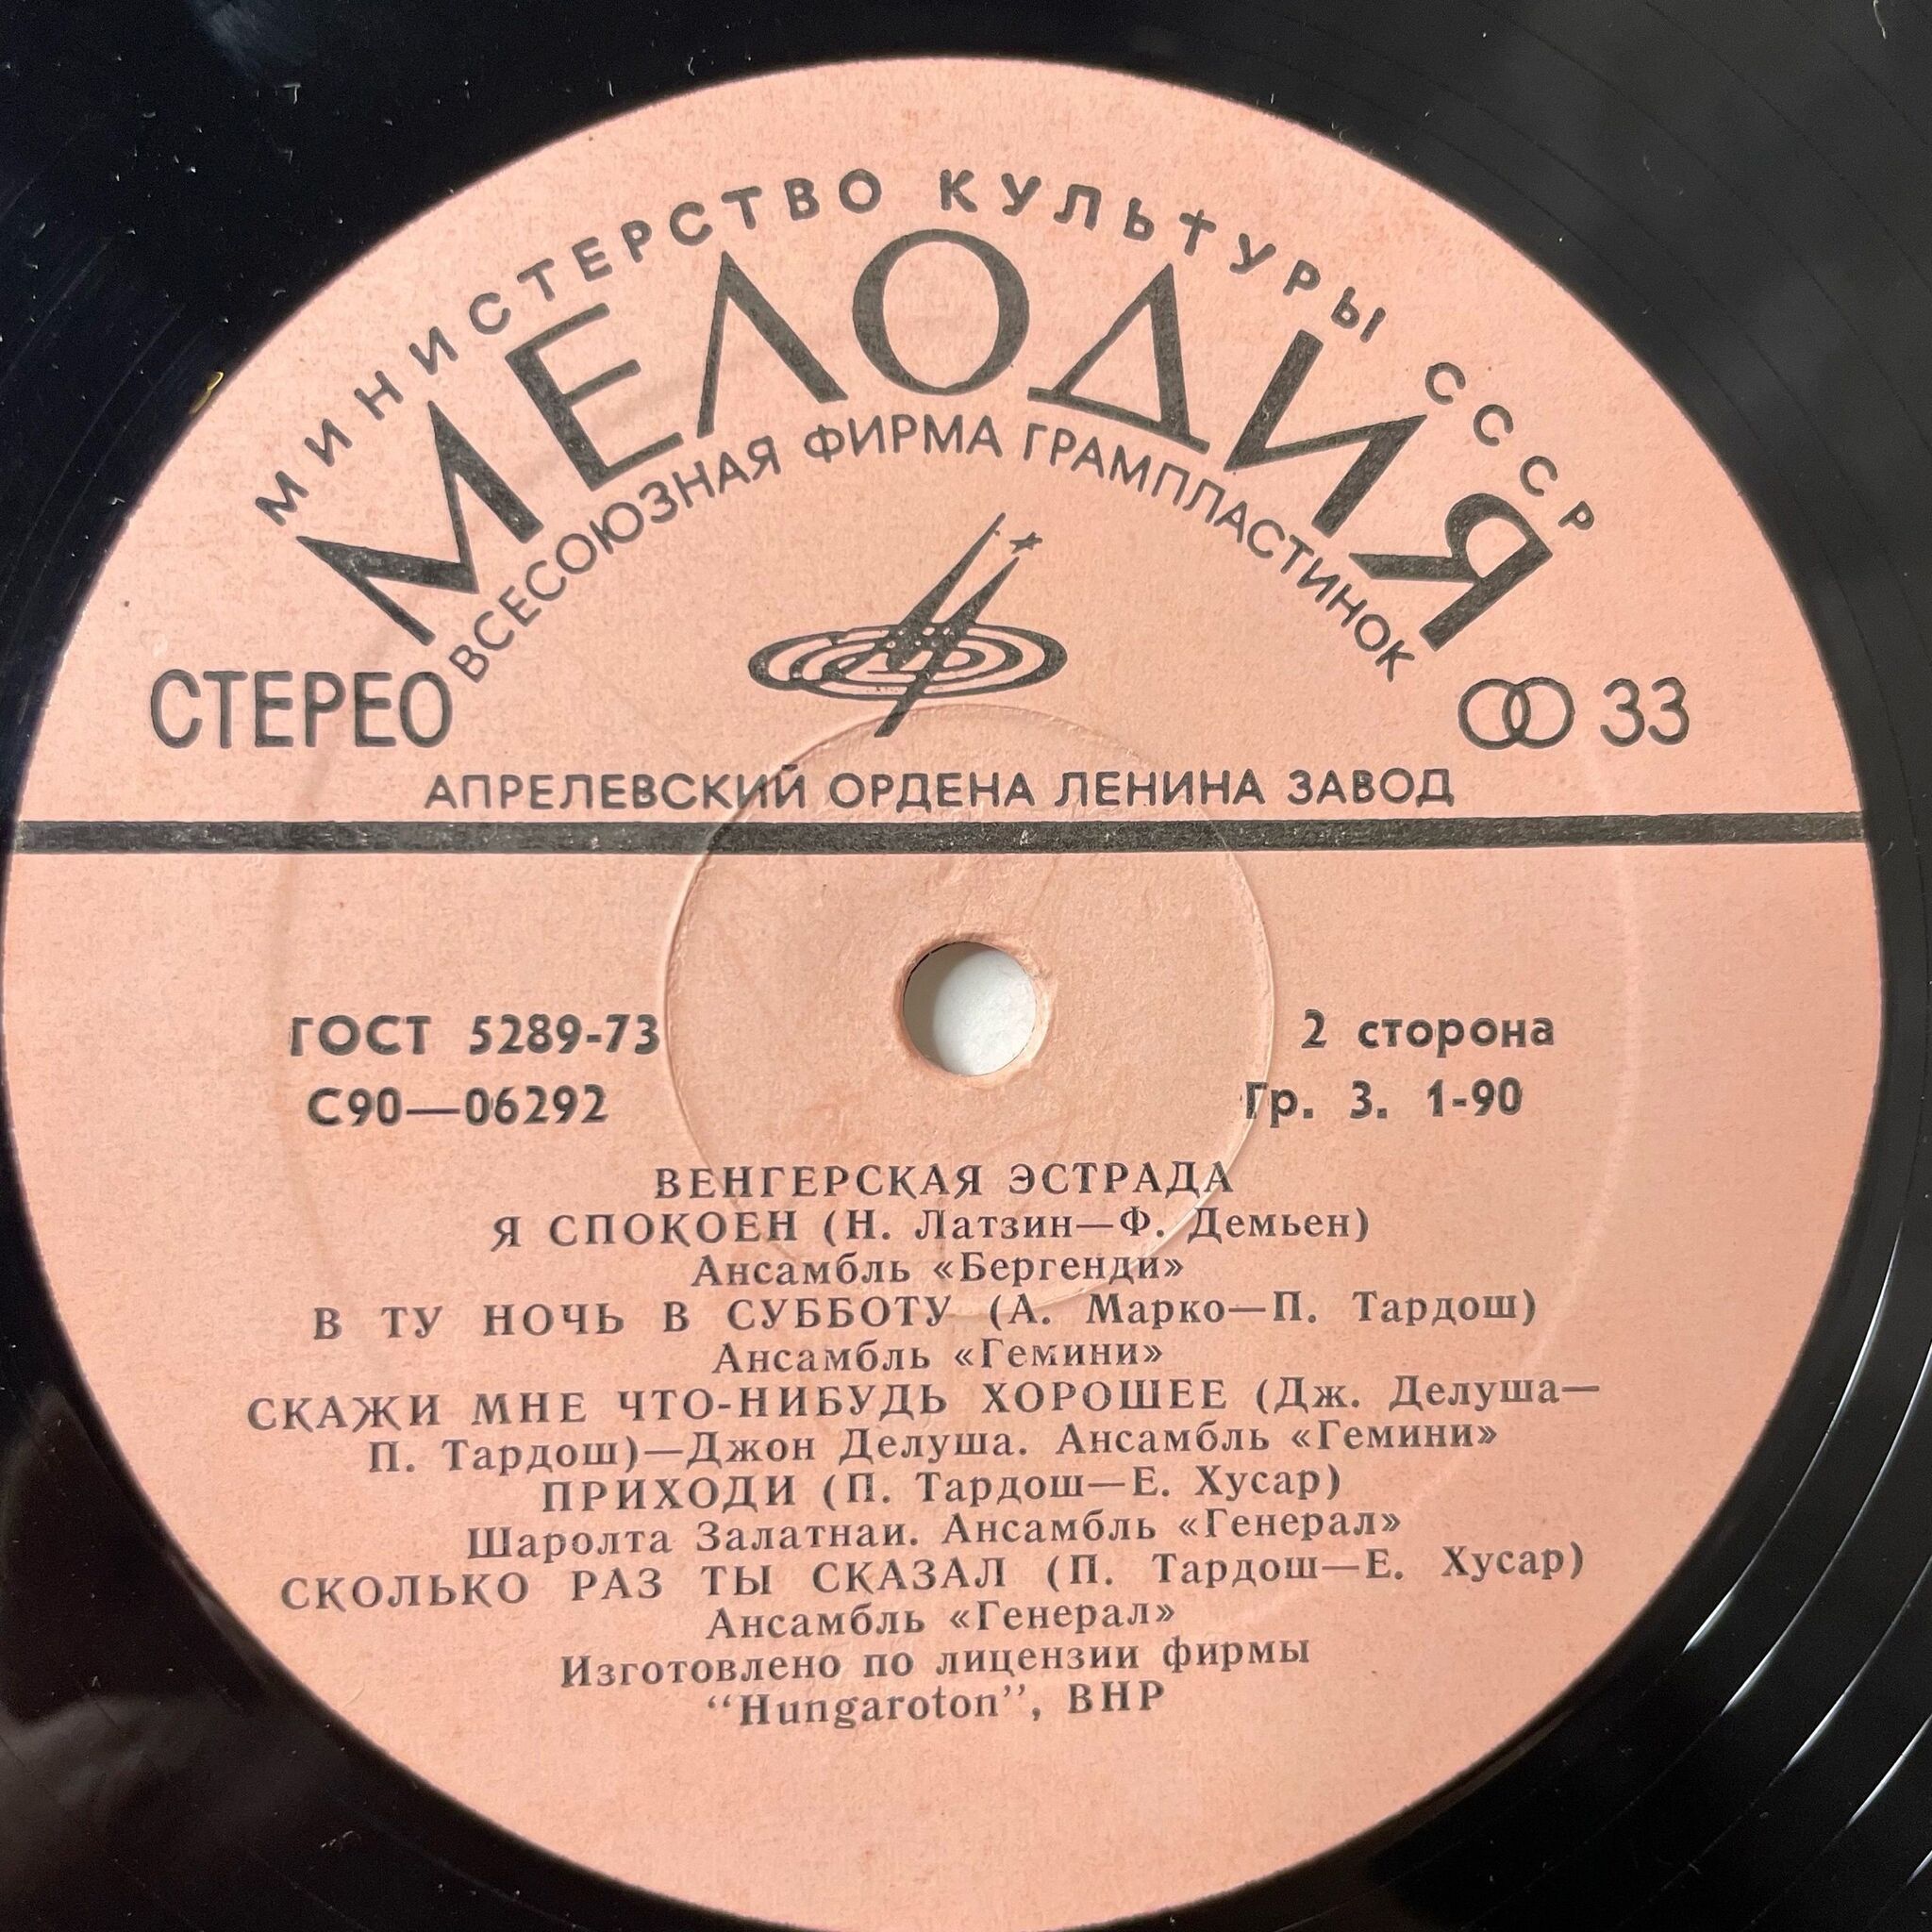 МИНИСТЕРСТВО КУЛЬТУРЫ СССР
МЕЛОДИЯ
ВСЕСОЮЗНАЯ ФИРМА ГРАМПЛАСТИНОК
СТЕРЕО
33
АПРЕЛЕВСКИЙ ОРДЕНА ЛЕНИНА ЗАВОД
ГОСТ 5289-73
2 сторона
С90—06292
Гр. 3. 1-90
ВЕНГЕРСКАЯ ЭСТРАДА
Я СПОКОЕН (Н. Латзин—Ф. Демьен)
Ансамбль «Бергенди»
В ТУ НОЧЬ В СУББОТУ (А. Марко—П. Тардош)
Ансамбль «Гемини»
СКАЖИ МНЕ ЧТО-НИБУДЬ ХОРОШЕЕ (Дж. Делуша—
П. Тардош)—Джон Делуша. Ансамбль «Гемини»
ПРИХОДИ (П. Тардош—Е. Хусар)
Шаролта Залатнаи. Ансамбль «Генерал»
СКОЛЬКО РАЗ ТЫ СКАЗАЛ (П. Тардош—Е. Хусар)
Ансамбль «Генерал»
Изготовлено по лицензии фирмы
“Hungaroton”, ВНР